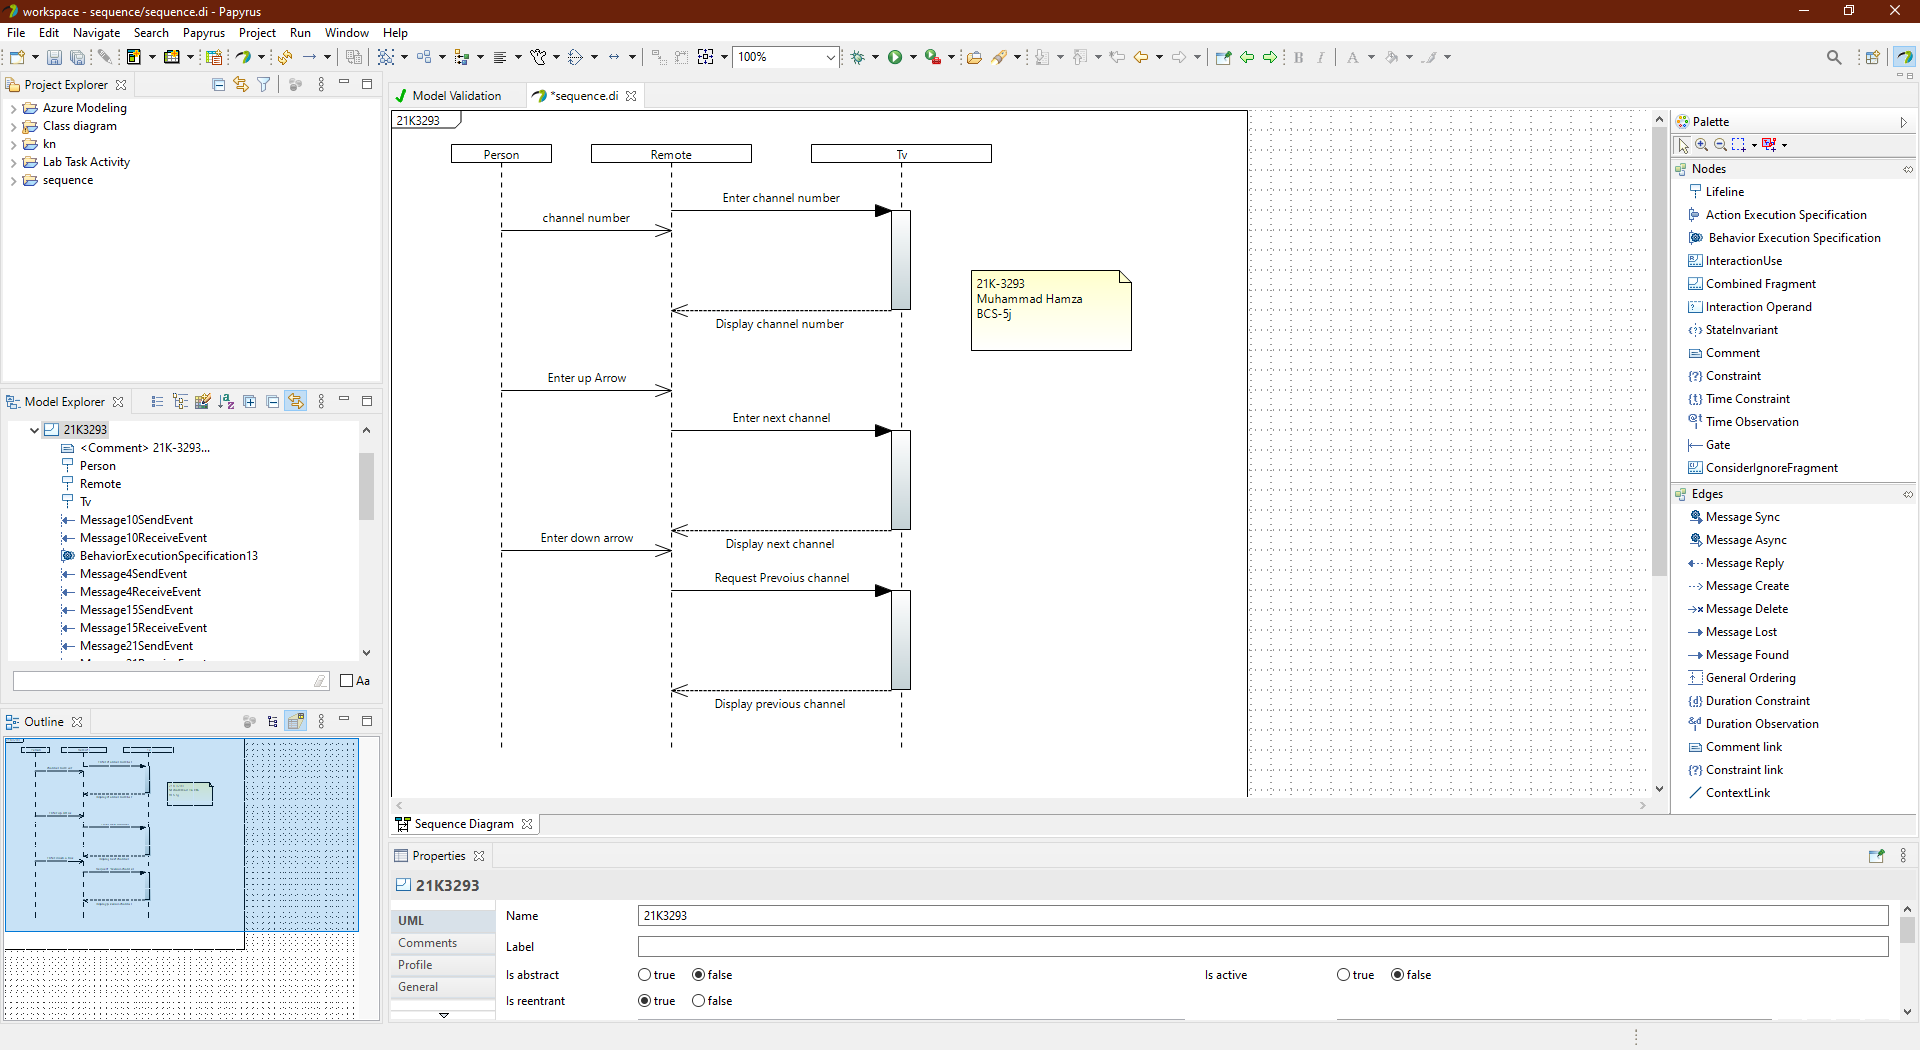 workspace - sequence/sequence.di - Papyrus
File Edit Navigate Search Papyrus Project Run Window Help
100%
B I A
Project Explorer
Azure Modeling
Class diagram
kn
Lab Task Activity
sequence
Model Explorer
21K3293
<Comment> 21K-3293...
Person
Remote
Tv
Message10SendEvent
Message10ReceiveEvent
BehaviorExecutionSpecification13
Message4SendEvent
Message4ReceiveEvent
Message15SendEvent
Message15ReceiveEvent
Message21SendEvent
Aa
Outline
Model Validation
*sequence.di
21K3293
Person
Remote
Tv
Enter channel number
channel number
Display channel number
21K-3293
Muhammad Hamza
BCS-5j
Enter up Arrow
Enter next channel
Enter down arrow
Display next channel
Request Prevoius channel
Display previous channel
Sequence Diagram
Palette
Nodes
Lifeline
Action Execution Specification
Behavior Execution Specification
InteractionUse
Combined Fragment
Interaction Operand
StateInvariant
Comment
Constraint
Time Constraint
Time Observation
Gate
ConsiderIgnoreFragment
Edges
Message Sync
Message Async
Message Reply
Message Create
Message Delete
Message Lost
Message Found
General Ordering
Duration Constraint
Duration Observation
Comment link
Constraint link
ContextLink
Properties
21K3293
UML
Comments
Profile
General
Name
21K3293
Label
Is abstract
true
false
Is active
true
false
Is reentrant
true
false